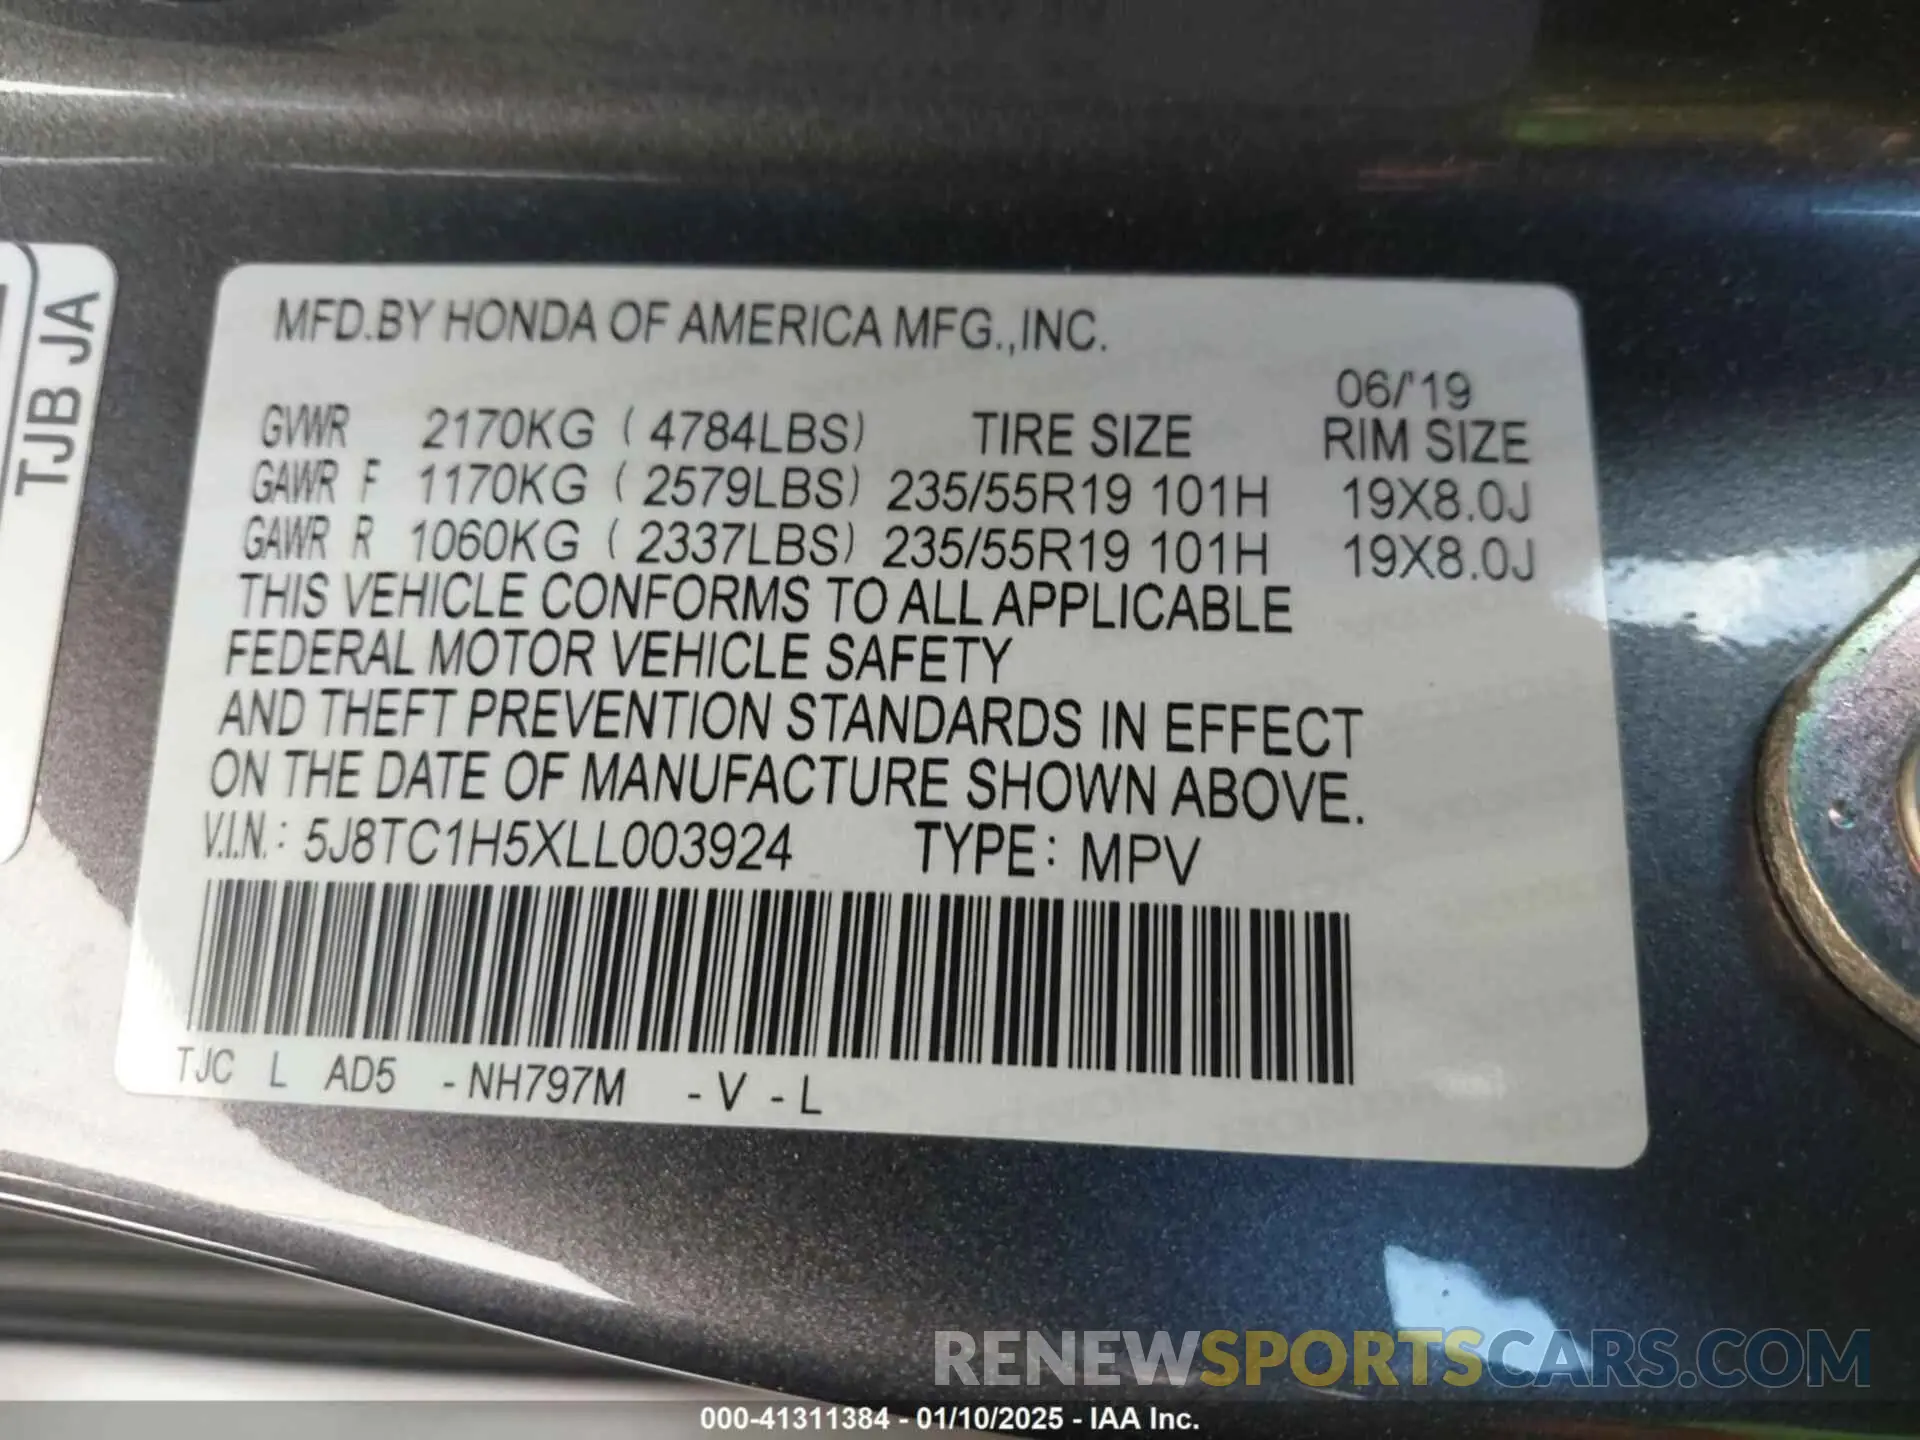 TJB JA
MFD.BY HONDA OF AMERICA MFG.,INC.
06/'19
GVWR 2170KG ( 4784LBS) TIRE SIZE RIM SIZE
GAWR F 1170KG ( 2579LBS) 235/55R19 101H 19X8.0J
GAWR R 1060KG ( 2337LBS) 235/55R19 101H 19X8.0J
THIS VEHICLE CONFORMS TO ALL APPLICABLE
FEDERAL MOTOR VEHICLE SAFETY
AND THEFT PREVENTION STANDARDS IN EFFECT
ON THE DATE OF MANUFACTURE SHOWN ABOVE.
V.I.N.: 5J8TC1H5XLL003924 TYPE: MPV
TJC L AD5 -NH797M -V -L
RENEWSPORTSCARS.COM
000-41311384 - 01/10/2025 - IAA Inc.